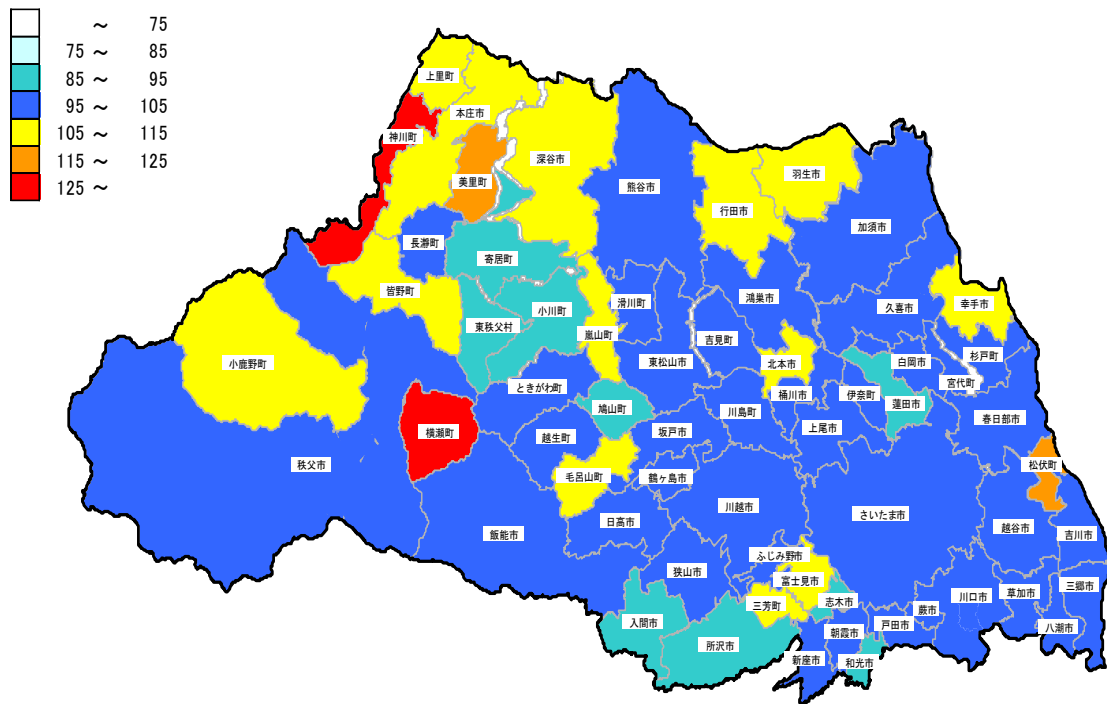 ～ 75
75 ～ 85
85 ～ 95
95 ～ 105
105 ～ 115
115 ～ 125
125 ～
上里町
本庄市
神川町
深谷市
美里町
熊谷市
羽生市
行田市
加須市
長瀞町
寄居町
皆野町
滑川町
鴻巣市
幸手市
久喜市
小川町
東秩父村
嵐山町
吉見町
小鹿野町
東松山市
北本市
白岡市
杉戸町
宮代町
ときがわ町
桶川市
伊奈町
蓮田市
鳩山町
川島町
春日部市
横瀬町
坂戸市
上尾市
越生町
秩父市
松伏町
毛呂山町
鶴ヶ島市
川越市
さいたま市
日高市
飯能市
越谷市
吉川市
ふじみ野市
狭山市
富士見市
三芳町
志木市
蕨市
川口市
草加市
三郷市
入間市
朝霞市
戸田市
八潮市
所沢市
新座市
和光市